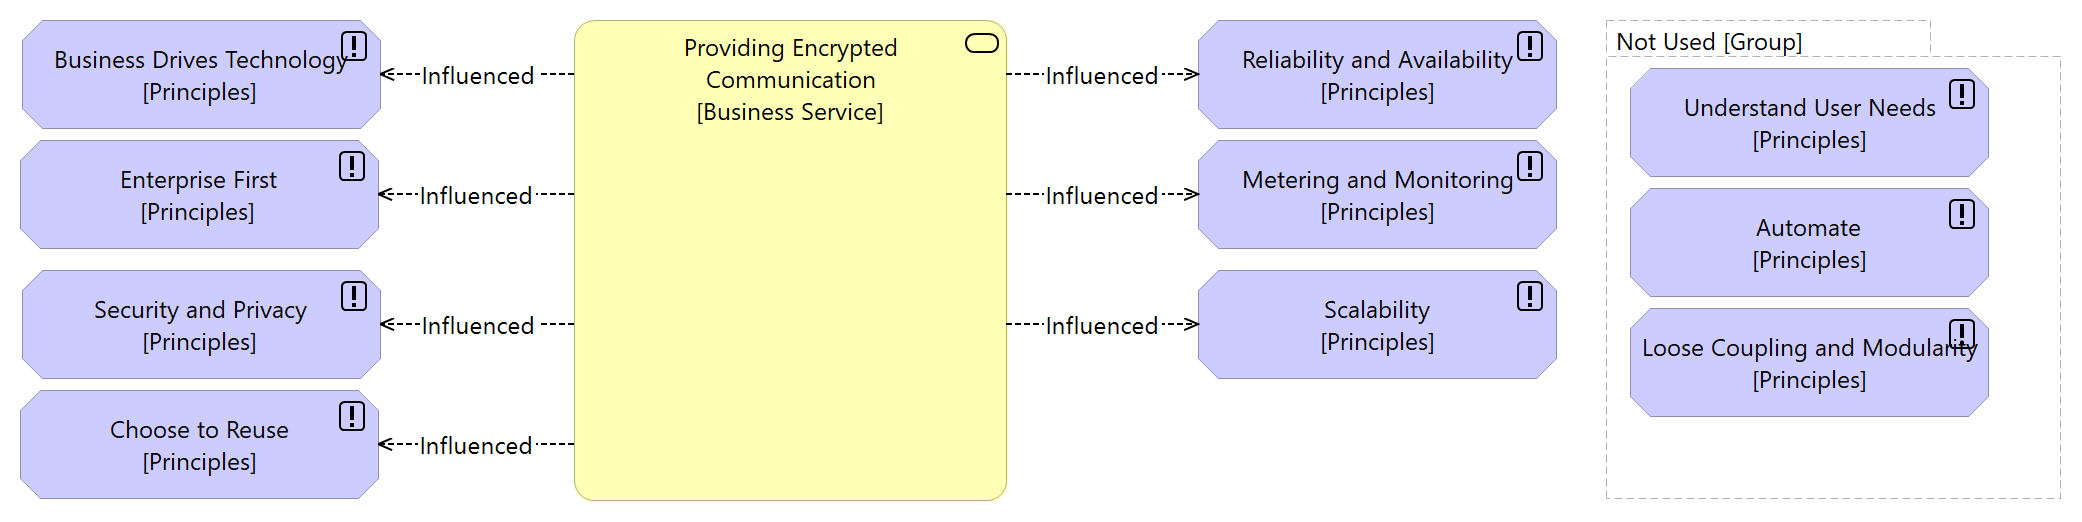 Business Drives Technology
[Principles]
Influenced
Enterprise First
[Principles]
Influenced
Security and Privacy
[Principles]
Influenced
Choose to Reuse
[Principles]
Influenced
Providing Encrypted
Communication
[Business Service]
Influenced
Reliability and Availability
[Principles]
Influenced
Metering and Monitoring
[Principles]
Influenced
Scalability
[Principles]
Not Used [Group]
Understand User Needs
[Principles]
Automate
[Principles]
Loose Coupling and Modularity
[Principles]